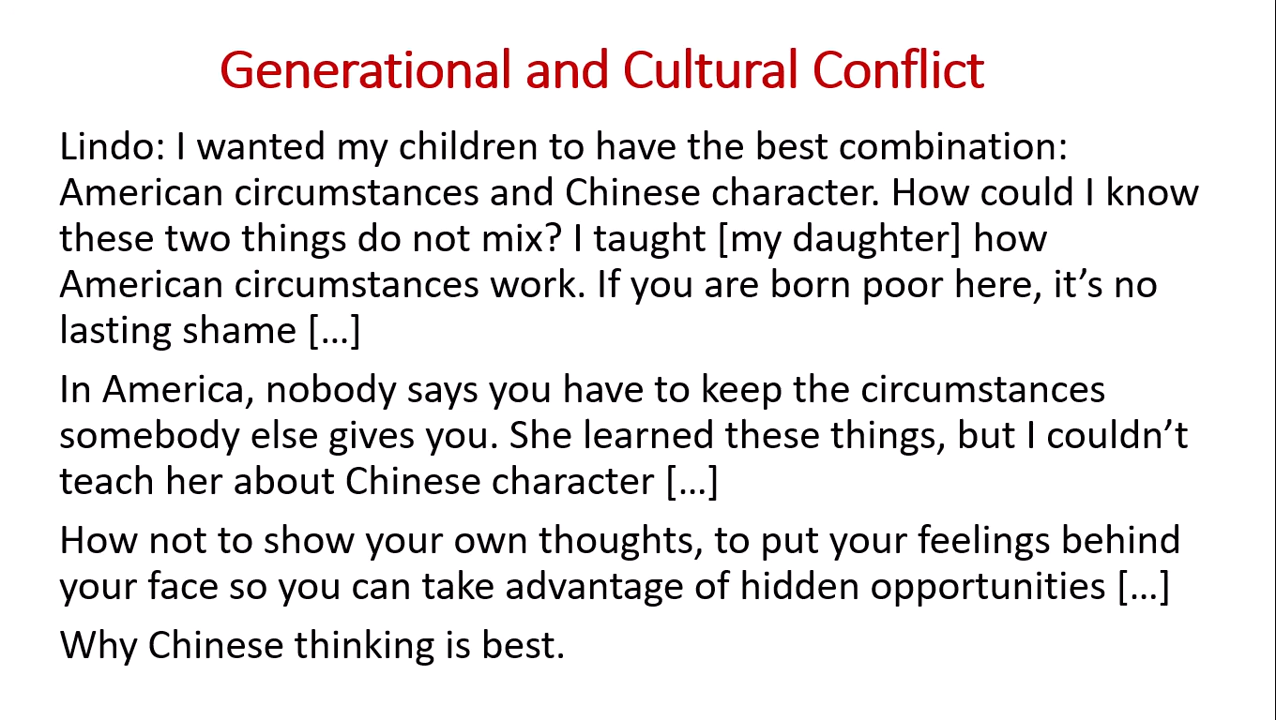 Generational and Cultural Conflict
Lindo: I wanted my children to have the best combination:
American circumstances and Chinese character. How could I know
these two things do not mix? I taught [my daughter] how
American circumstances work. If you are born poor here, it’s no
lasting shame […]
In America, nobody says you have to keep the circumstances
somebody else gives you. She learned these things, but I couldn’t
teach her about Chinese character […]
How not to show your own thoughts, to put your feelings behind
your face so you can take advantage of hidden opportunities […]
Why Chinese thinking is best.